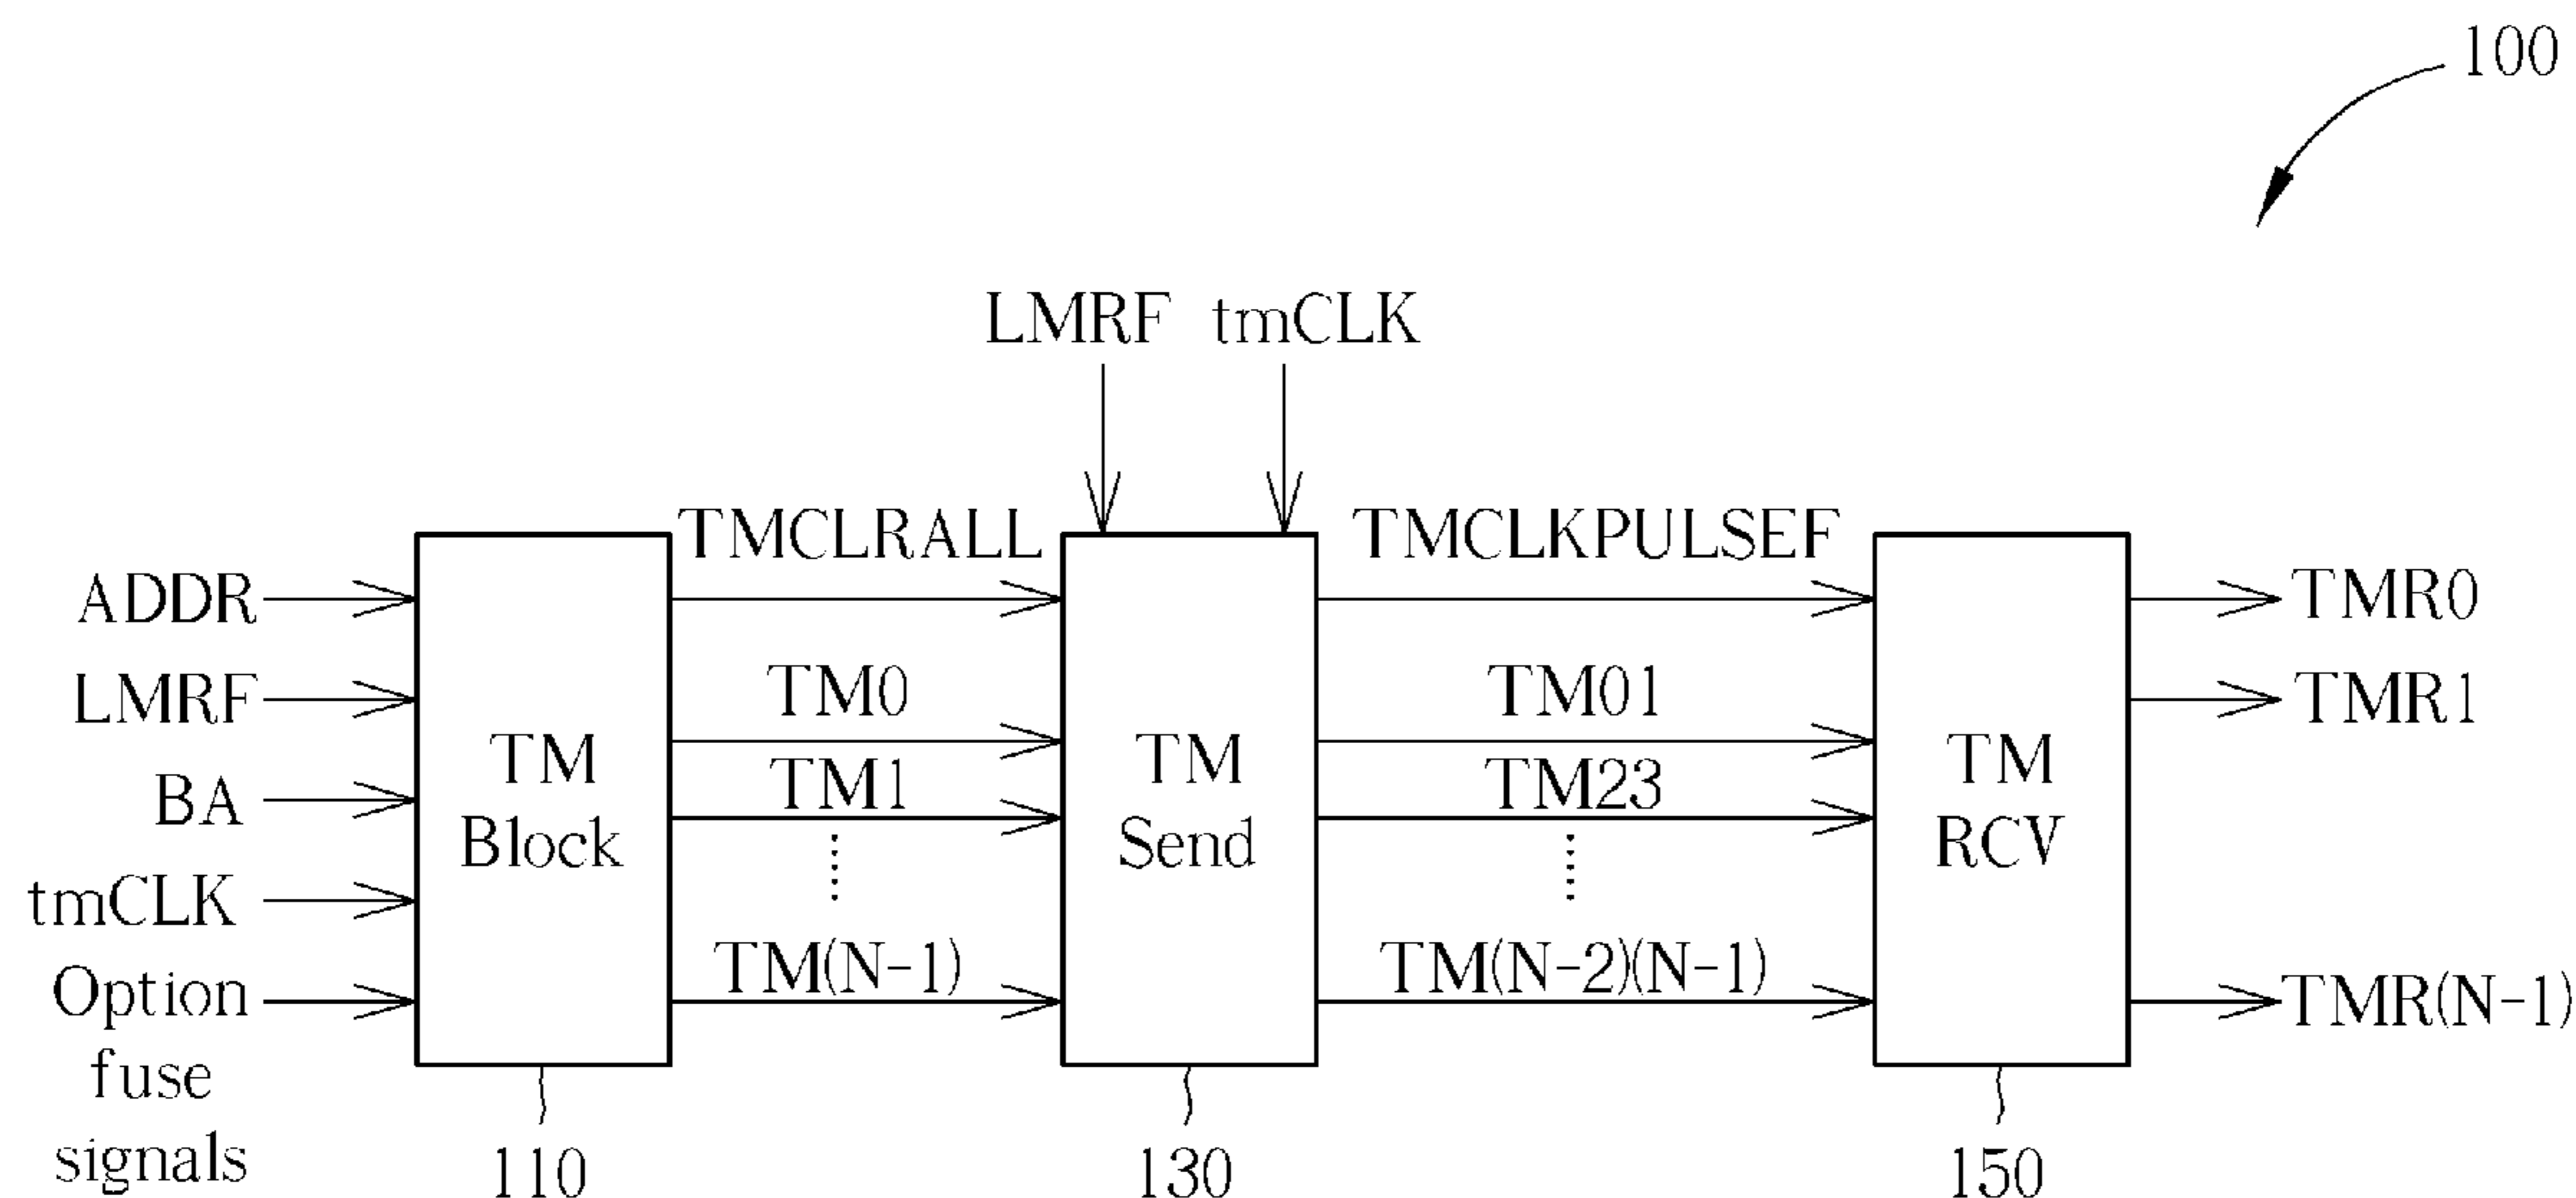 100
LMRF tmCLK
TMCLRALL
TMCLKPULSEF
ADDR
LMRF
BA
tmCLK
Option
fuse
signals
TM
Block
TM0
TM1
TM(N-1)
TM
Send
TM01
TM23
TM(N-2)(N-1)
TM
RCV
TMR0
TMR1
TMR(N-1)
110
130
150